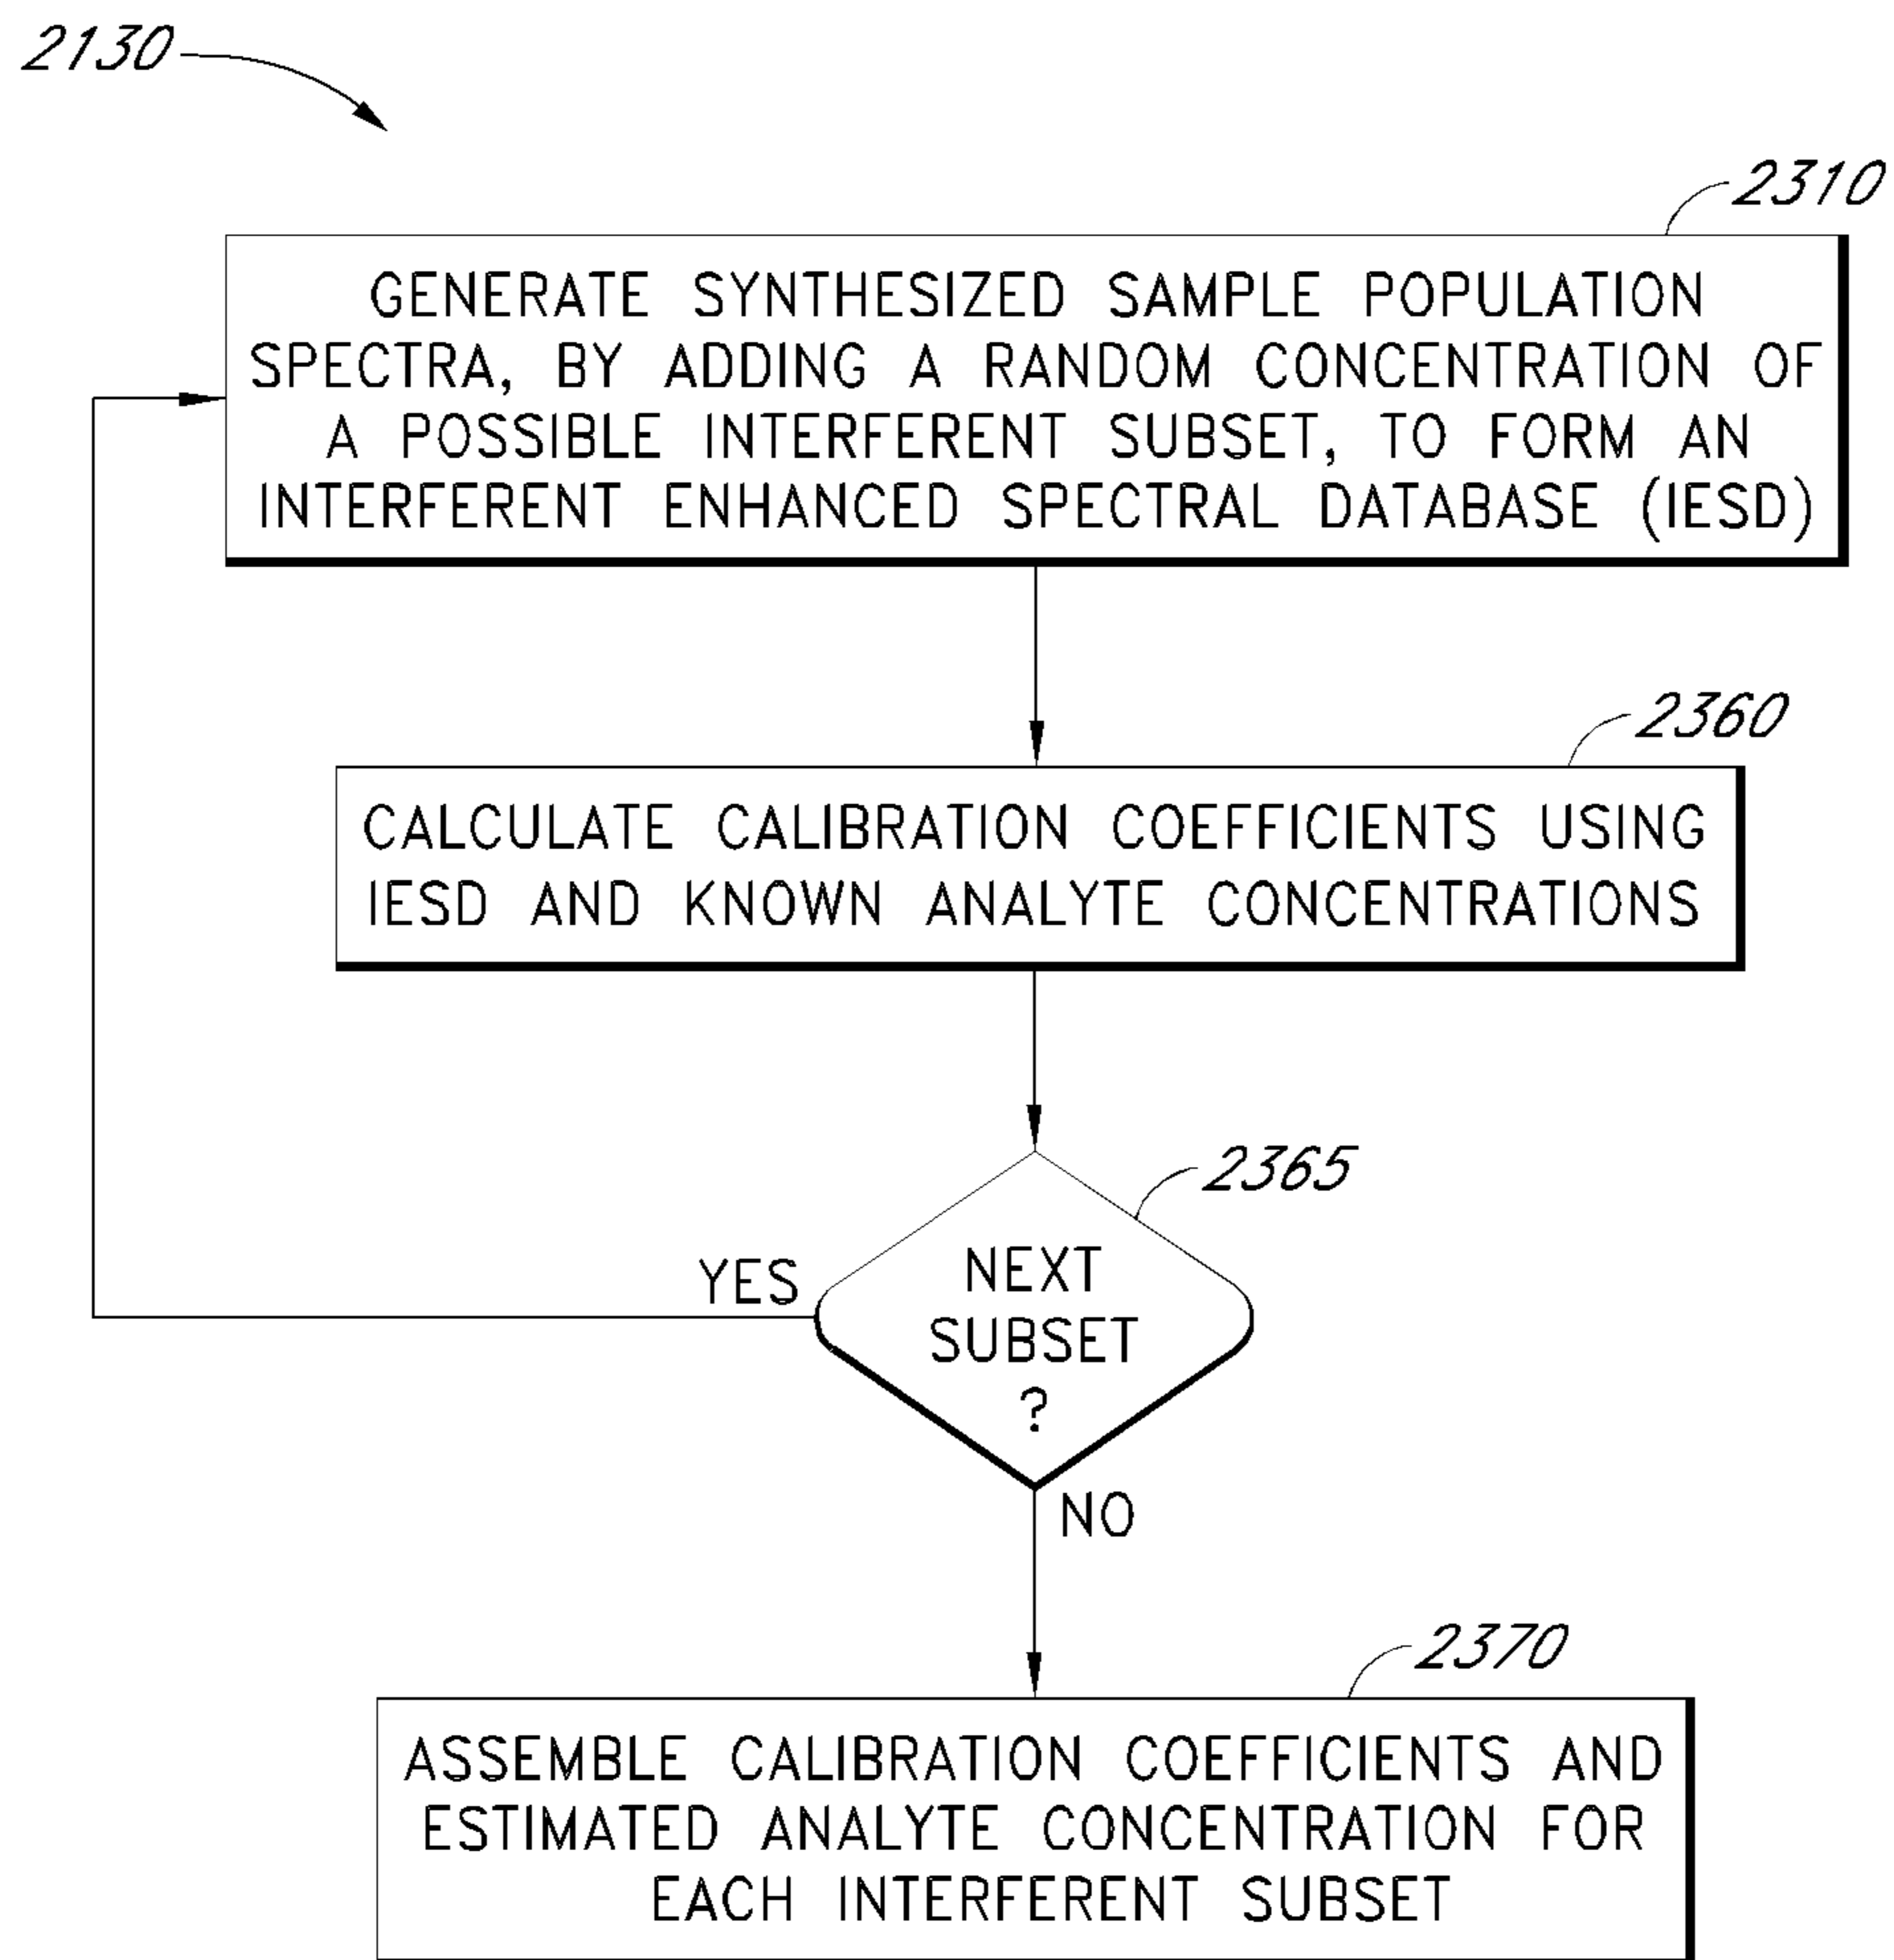 2130
2310
GENERATE SYNTHESIZED SAMPLE POPULATION
SPECTRA, BY ADDING A RANDOM CONCENTRATION OF
A POSSIBLE INTERFERENT SUBSET, TO FORM AN
INTERFERENT ENHANCED SPECTRAL DATABASE (IESD)
2360
CALCULATE CALIBRATION COEFFICIENTS USING
IESD AND KNOWN ANALYTE CONCENTRATIONS
2365
YES
NEXT
SUBSET
?
NO
2370
ASSEMBLE CALIBRATION COEFFICIENTS AND
ESTIMATED ANALYTE CONCENTRATION FOR
EACH INTERFERENT SUBSET